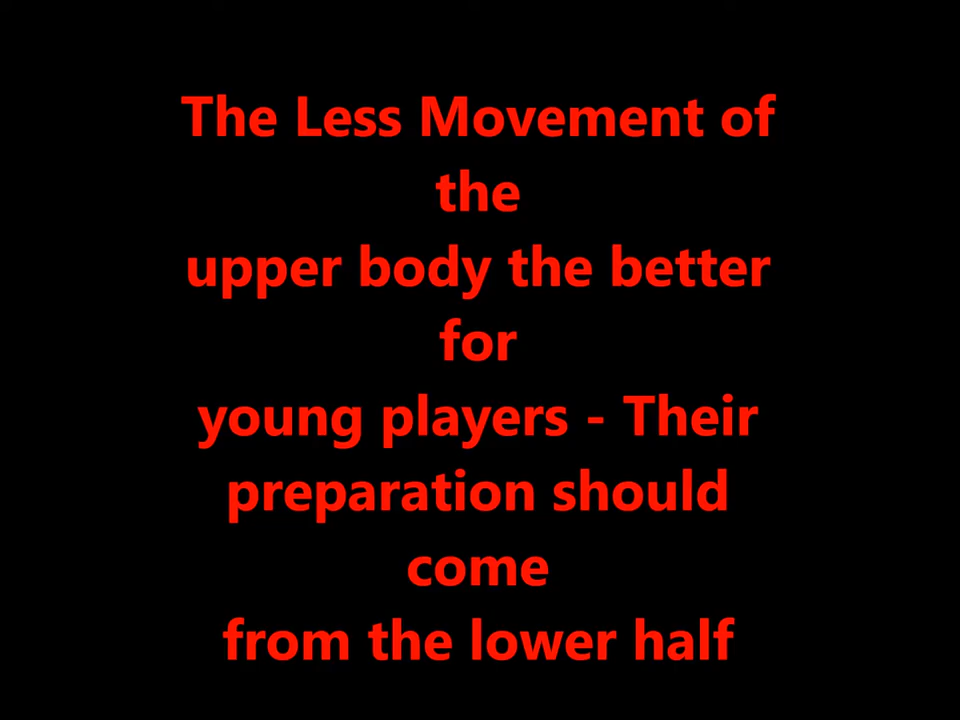 The Less Movement of
the
upper body the better
for
young players - Their
preparation should
come
from the lower half